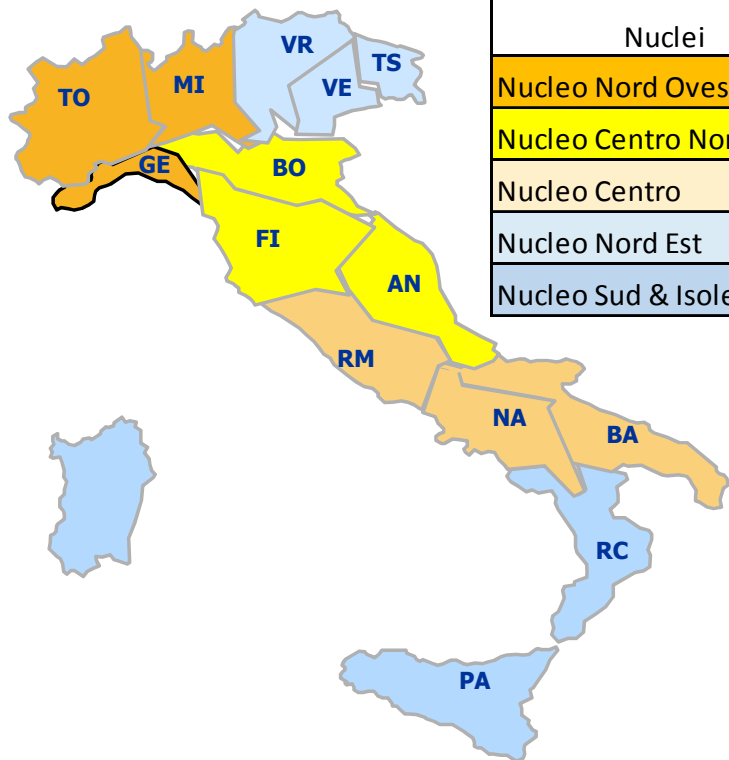 VR
TS
Nuclei
MI
TO
VE
Nucleo Nord Oves
Nucleo Centro Nor
GE
BO
Nucleo Centro
FI
Nucleo Nord Est
AN
Nucleo Sud & Isole
RM
NA
BA
RC
PA